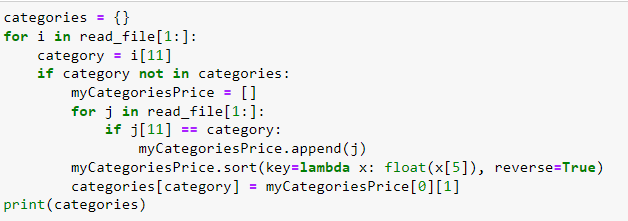 categories = {}
for i in read_file[1:]:
    category = i[11]
    if category not in categories:
        myCategoriesPrice = []
        for j in read_file[1:]:
            if j[11] == category:
                myCategoriesPrice.append(j)
        myCategoriesPrice.sort(key=lambda x: float(x[5]), reverse=True)
        categories[category] = myCategoriesPrice[0][1]
print(categories)